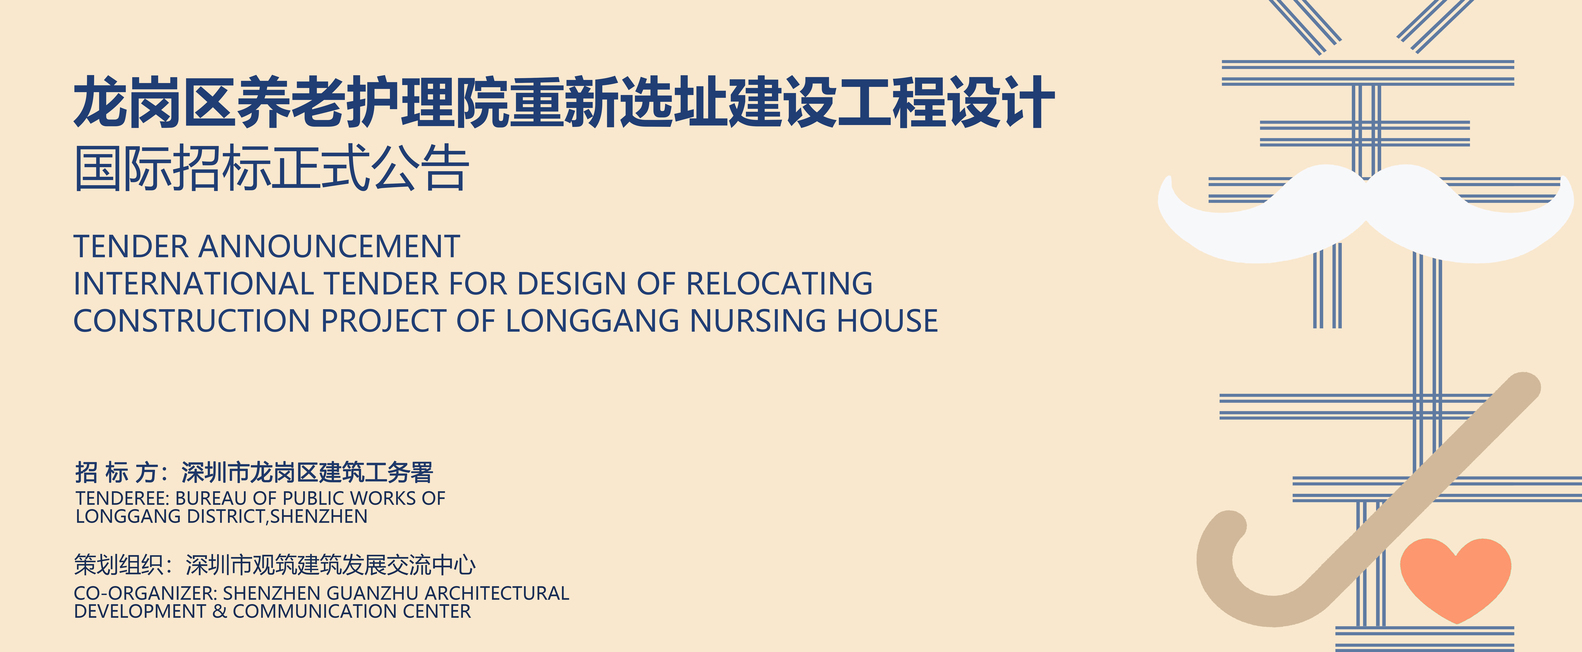 龙岗区养老护理院重新选址建设工程设计
国际招标正式公告
TENDER ANNOUNCEMENT
INTERNATIONAL TENDER FOR DESIGN OF RELOCATING
CONSTRUCTION PROJECT OF LONGGANG NURSING HOUSE
招 标 方：深圳市龙岗区建筑工务署
TENDEREE: BUREAU OF PUBLIC WORKS OF
LONGGANG DISTRICT,SHENZHEN
策划组织：深圳市观筑建筑发展交流中心
CO-ORGANIZER: SHENZHEN GUANZHU ARCHITECTURAL
DEVELOPMENT & COMMUNICATION CENTER